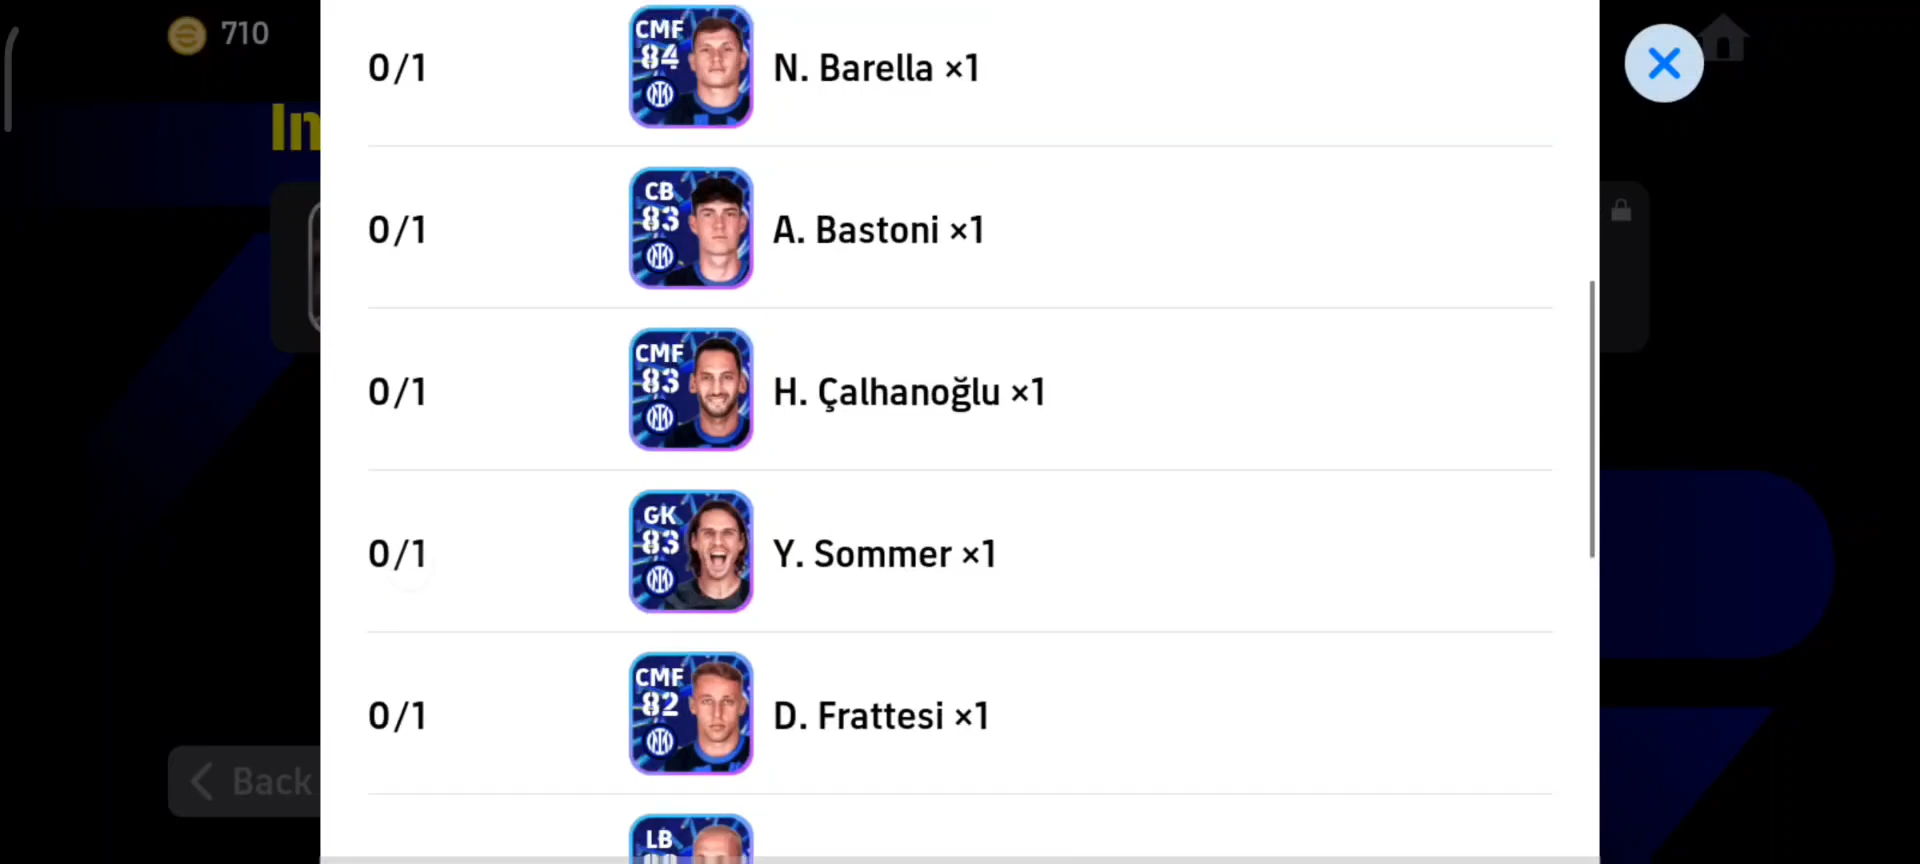 710
In
CMF
84
0/1
N. Barella ×1
CB
83
0/1
A. Bastoni ×1
CMF
83
0/1
H. Çalhanoğlu ×1
GK
83
0/1
Y. Sommer ×1
CMF
82
0/1
D. Frattesi ×1
Back
LB